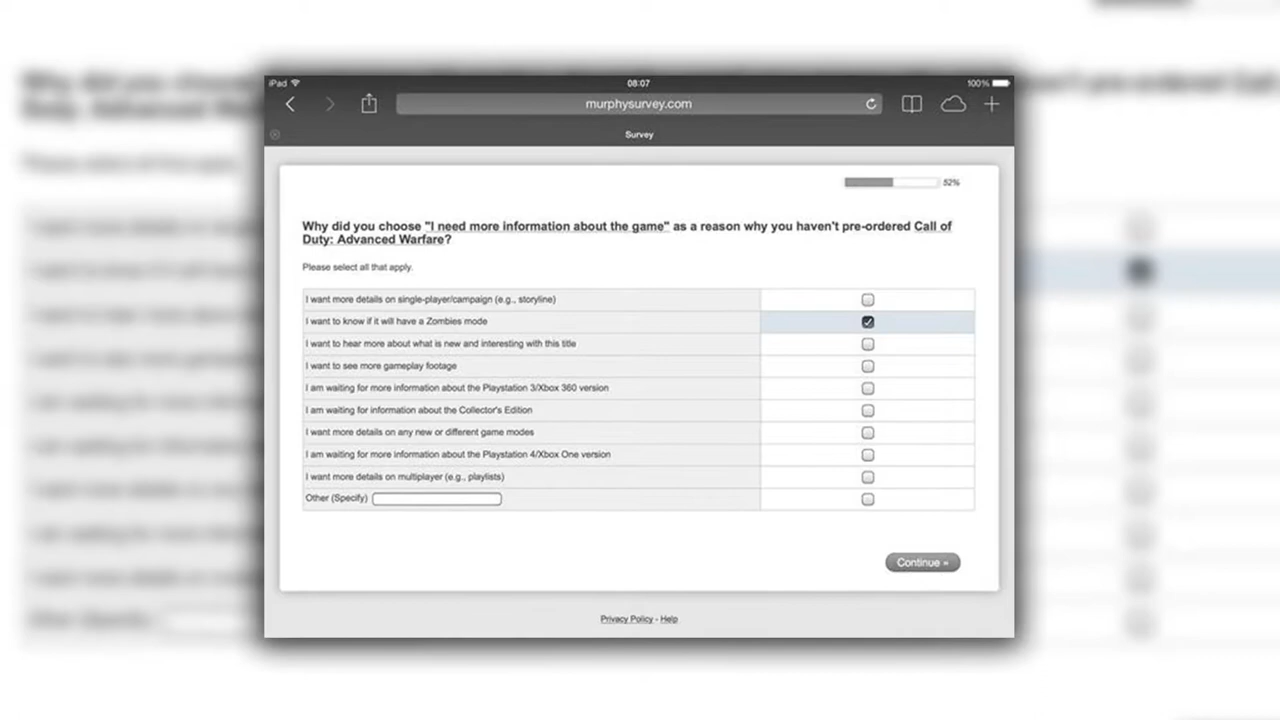 iPad 08:07 100%
murphysurvey.com
Survey
52%
Why did you choose "I need more information about the game" as a reason why you haven't pre-ordered Call of
Duty: Advanced Warfare?
Please select all that apply.
I want more details on single-player/campaign (e.g., storyline)
I want to know if it will have a Zombies mode
I want to hear more about what is new and interesting with this title
I want to see more gameplay footage
I am waiting for more information about the Playstation 3/Xbox 360 version
I am waiting for information about the Collector's Edition
I want more details on any new or different game modes
I am waiting for more information about the Playstation 4/Xbox One version
I want more details on multiplayer (e.g., playlists)
Other (Specify)
Continue »
Privacy Policy - Help